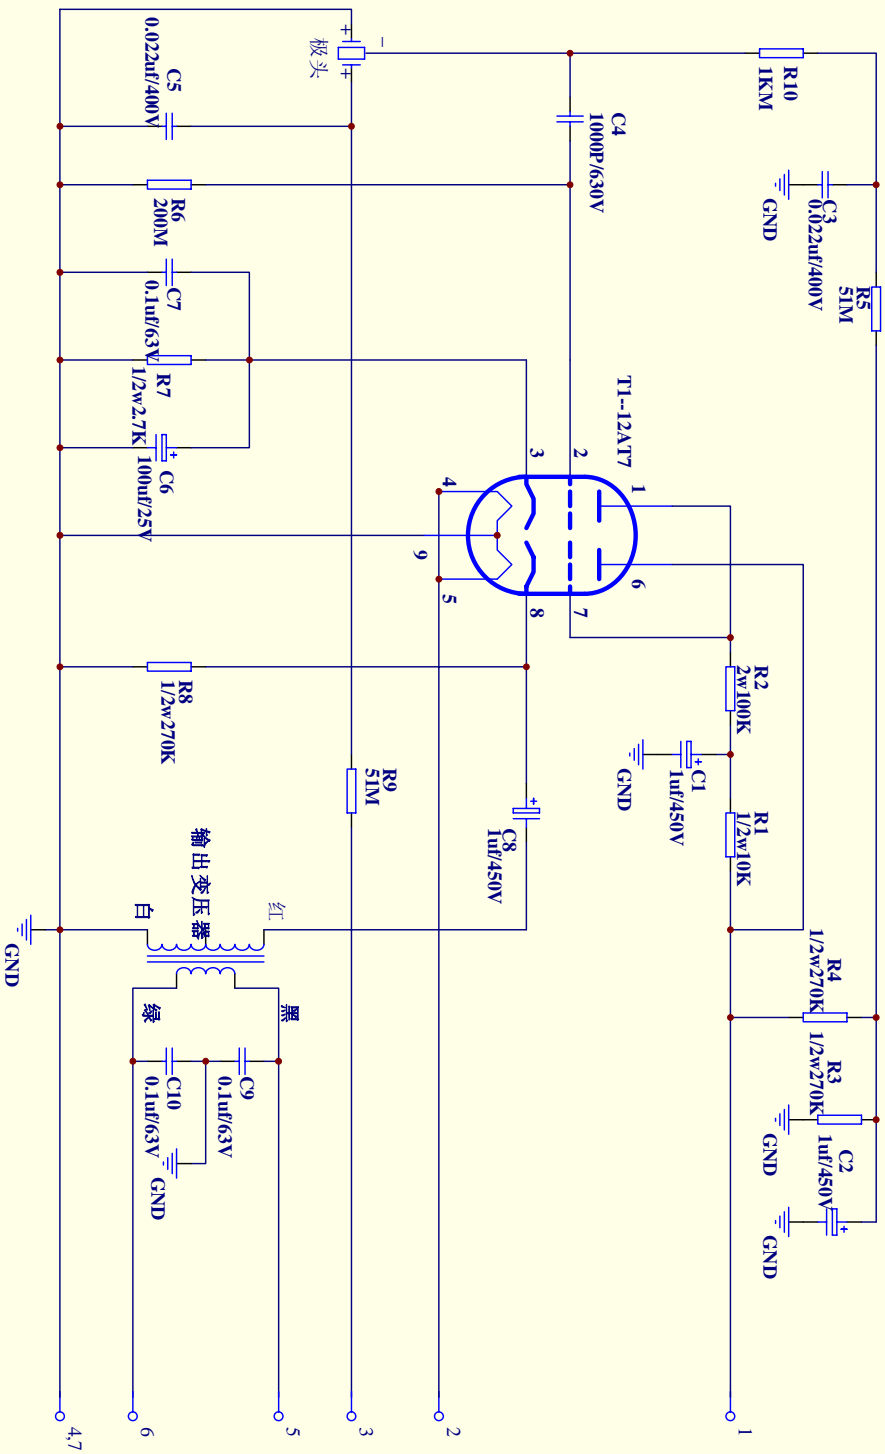 R10
1KM
C3
0.022uf/400V
GND
R5
51M
C4
1000P/630V
极头
+
+
−
C5
0.022uf/400V
R6
200M
C7
0.1uf/63V
R7
1/2w2.7K
C6
100uf/25V
+
T1--12AT7
1
2
3
4
9
5
6
7
8
R2
2w100K
C1
1uf/450V
+
GND
R1
1/2w10K
R4
1/2w270K
R3
1/2w270K
GND
C2
1uf/450V
+
GND
R8
1/2w270K
R9
51M
C8
1uf/450V
+
输出变压器
白
红
绿
黑
GND
C9
0.1uf/63V
C10
0.1uf/63V
GND
1
2
3
5
6
4,7